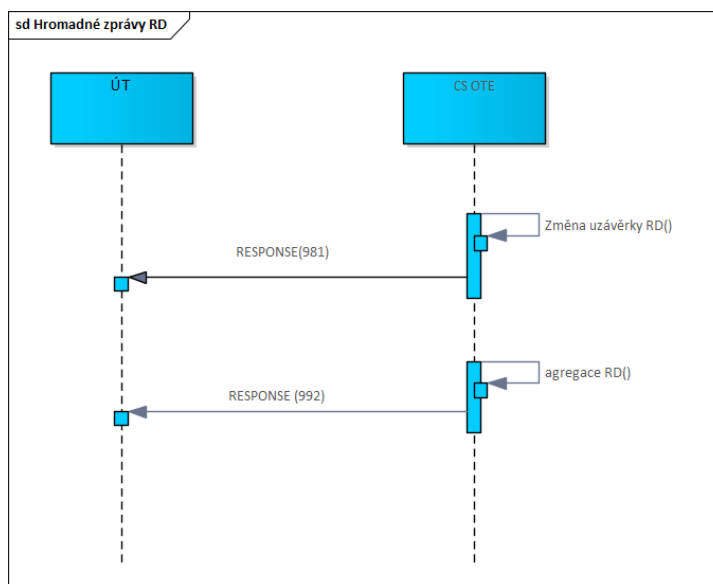 sd Hromadné zprávy RD
ÚT
CS OTE
Změna uzávěrky RD()
RESPONSE(981)
agregace RD()
RESPONSE (992)